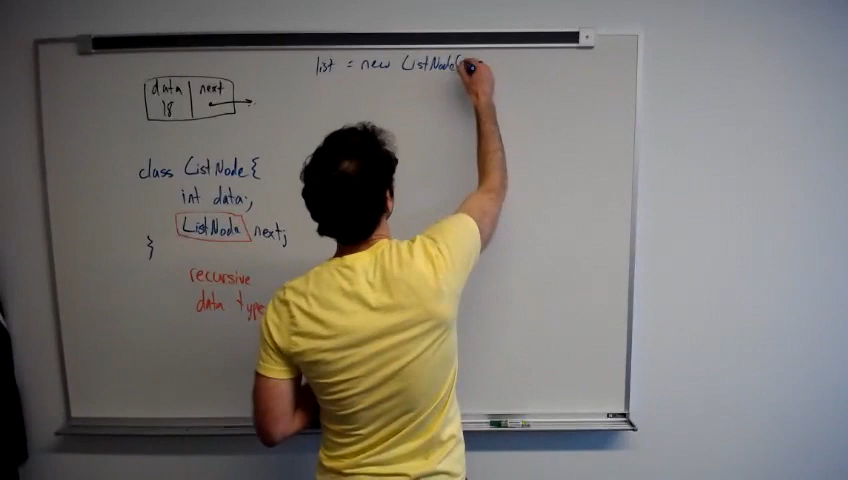 list = new ListNode(
data next
18
class ListNode {
int data;
ListNode next;
}
recursive
data type